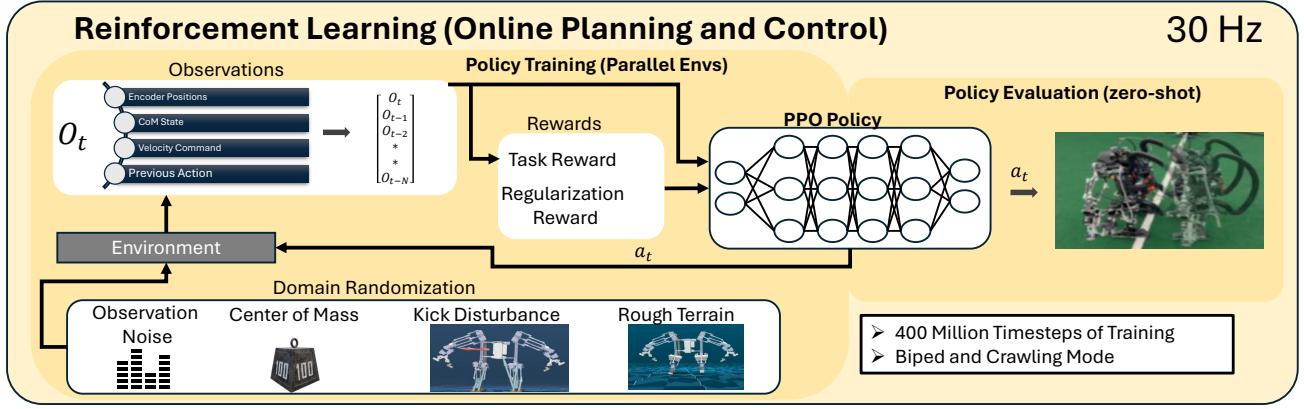 Reinforcement Learning (Online Planning and Control)
30 Hz
Observations
Policy Training (Parallel Envs)
Policy Evaluation (zero-shot)
O_t
Encoder Positions
CoM State
Velocity Command
Previous Action
O_t
O_{t-1}
O_{t-2}
*
*
O_{t-N}
Rewards
Task Reward
Regularization
Reward
PPO Policy
a_t
Environment
a_t
Domain Randomization
Observation
Noise
Center of Mass
100
100
Kick Disturbance
Rough Terrain
➢ 400 Million Timesteps of Training
➢ Biped and Crawling Mode